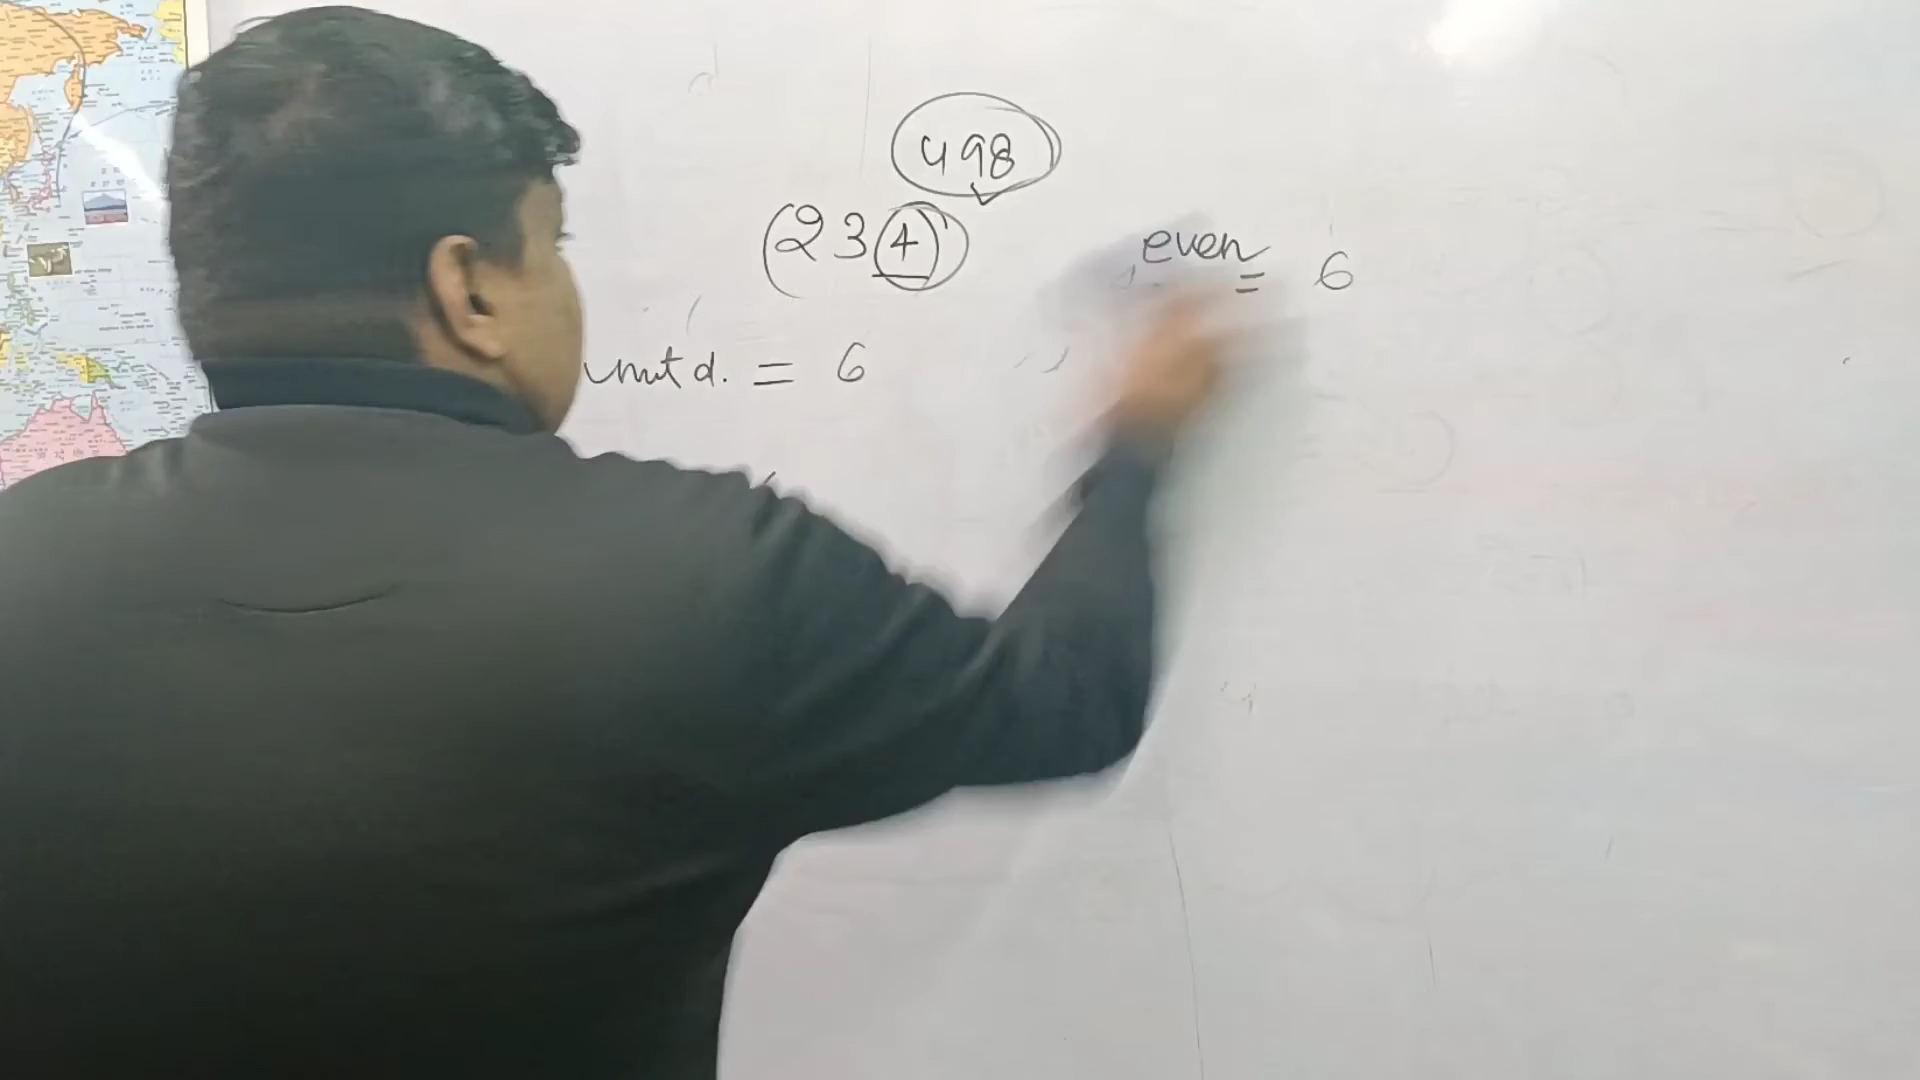 498
(234)
even
= 6
unit d. = 6